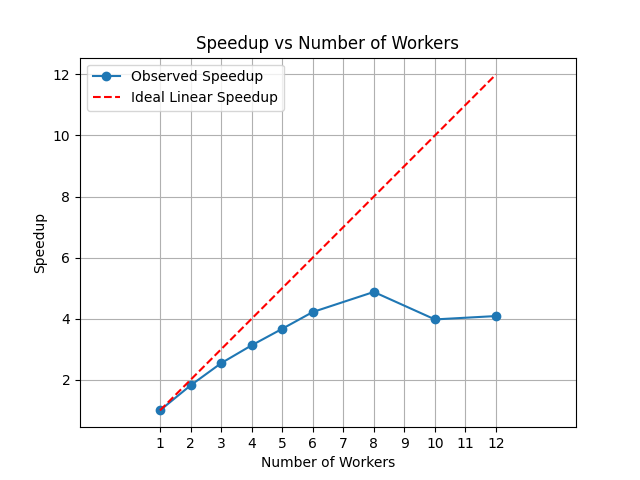 Speedup vs Number of Workers
Observed Speedup
Ideal Linear Speedup
12
10
8
6
4
2
Speedup
1 2 3 4 5 6 7 8 9 10 11 12
Number of Workers